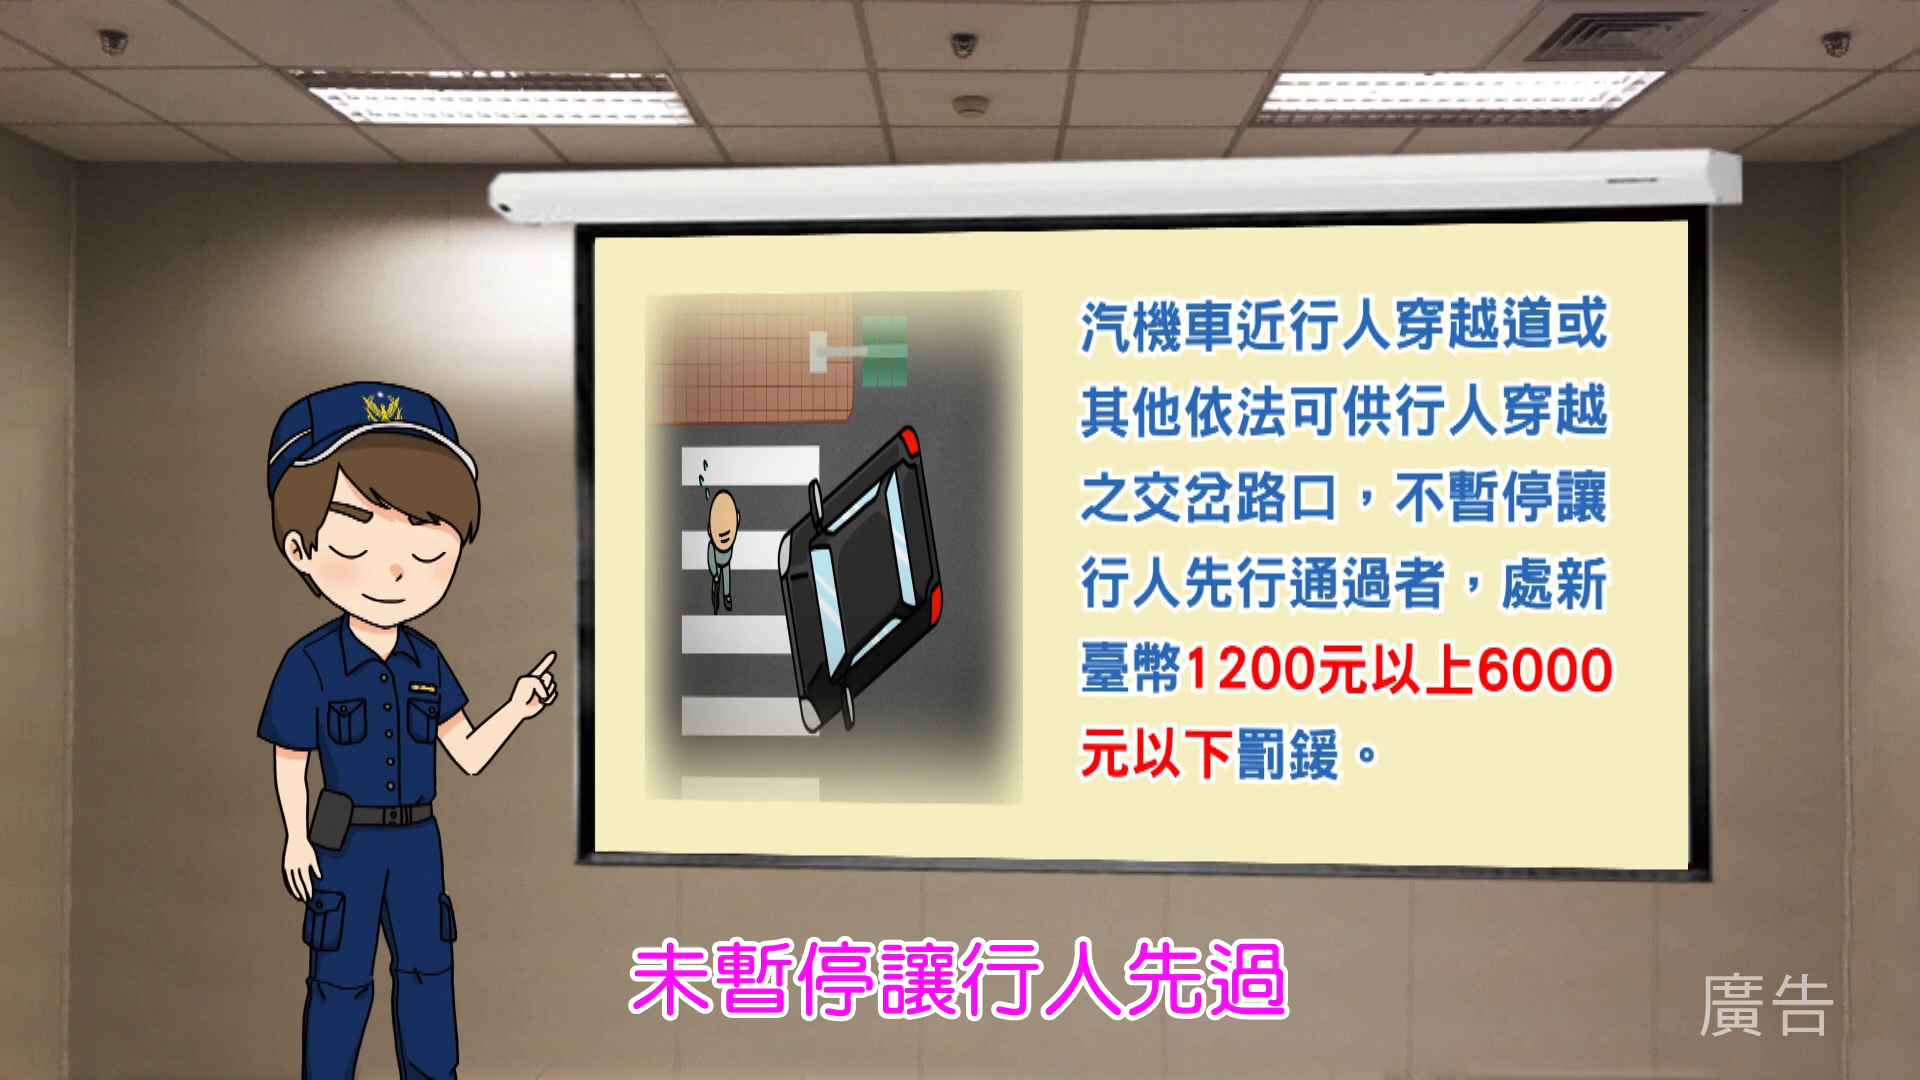 汽機車近行人穿越道或
其他依法可供行人穿越
之交岔路口，不暫停讓
行人先行通過者，處新
臺幣1200元以上6000
元以下罰鍰。
未暫停讓行人先過
廣告